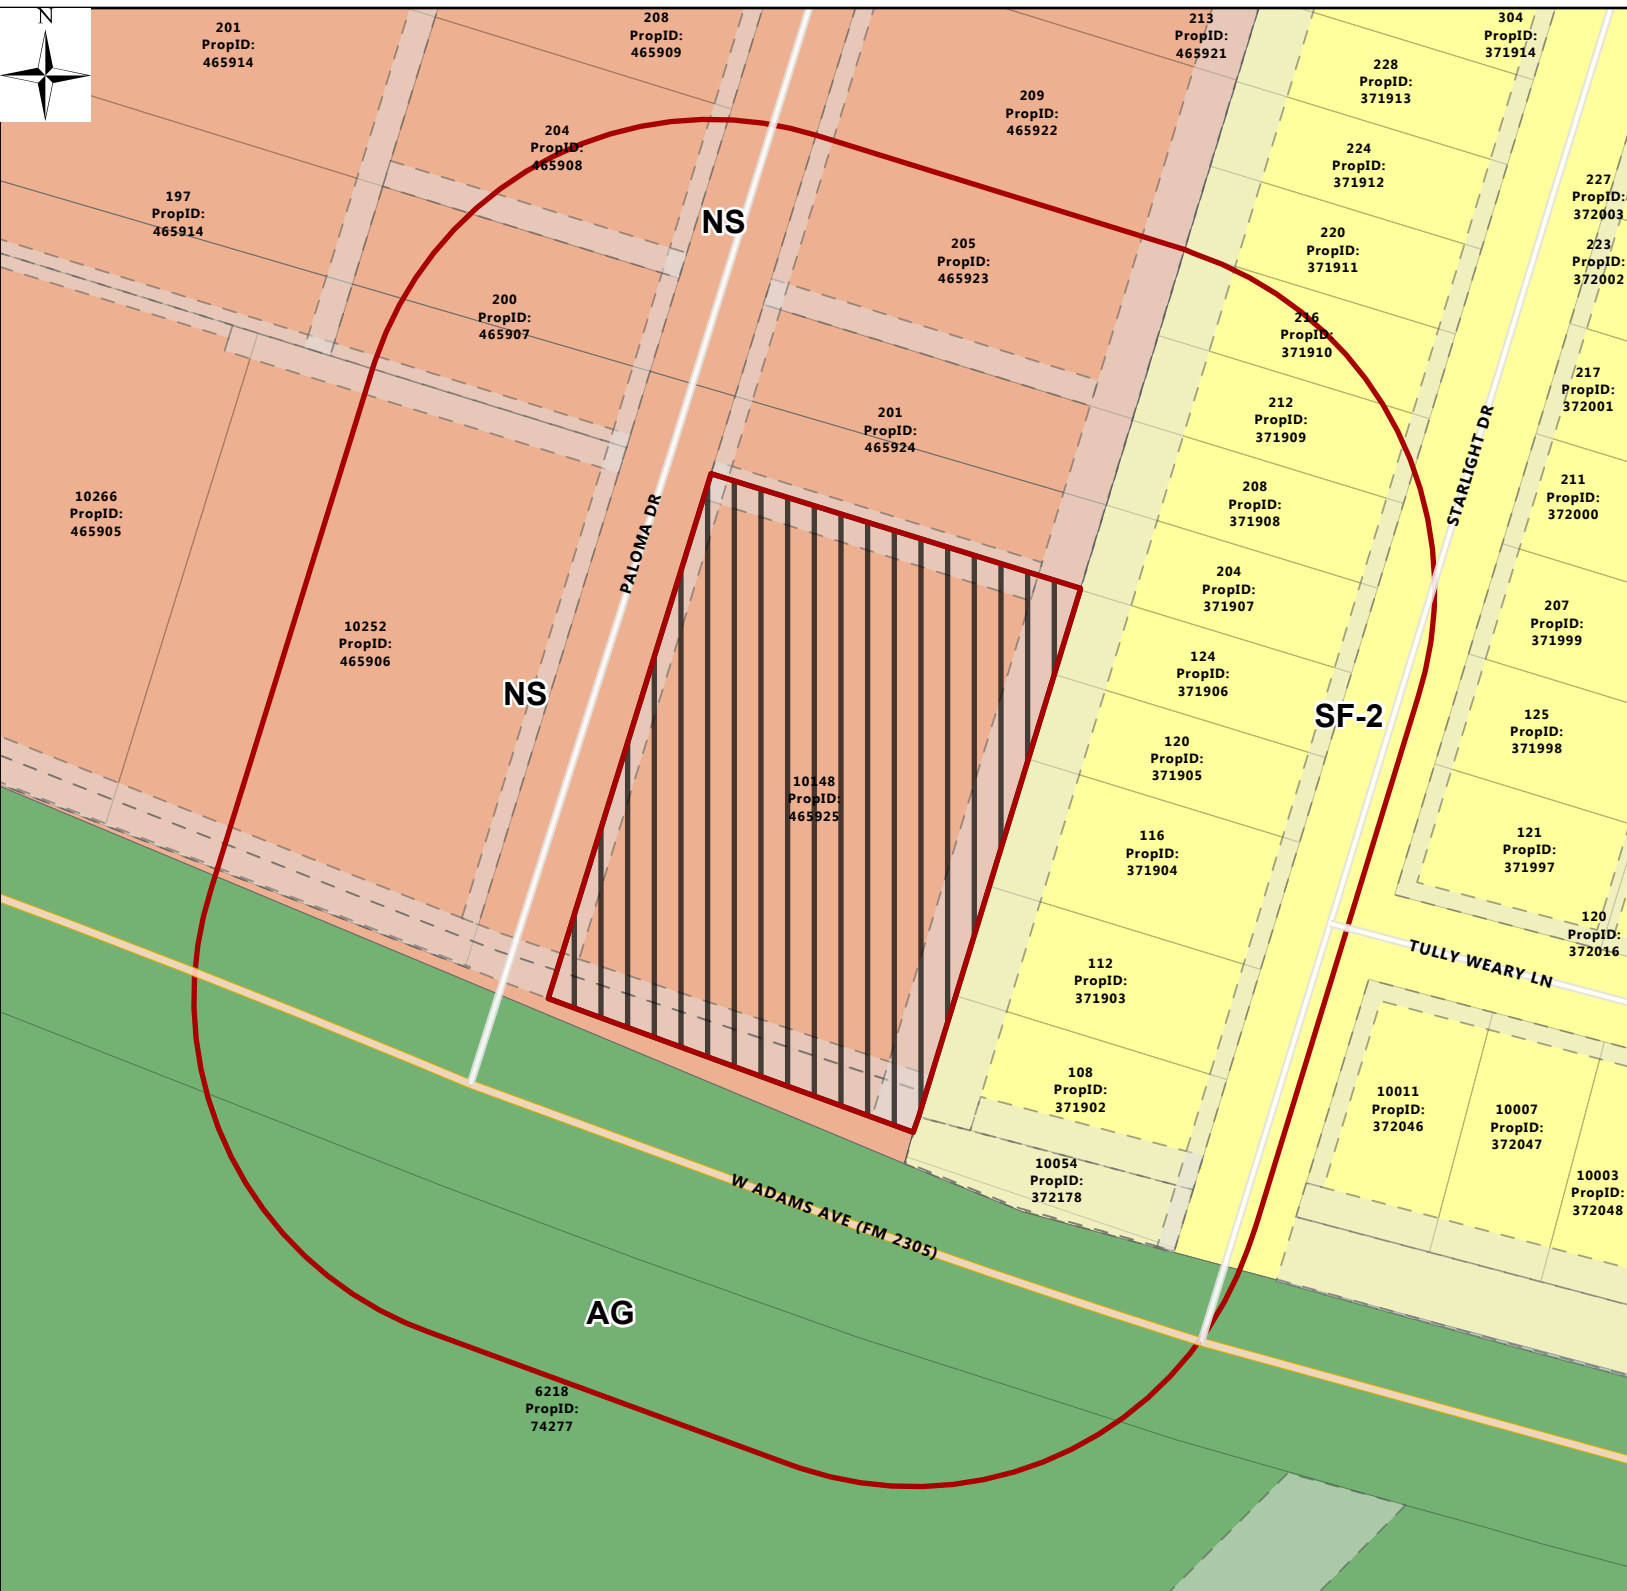 N
201
PropID:
465914
208
PropID:
465909
213
PropID:
465921
304
PropID:
371914
228
PropID:
371913
209
PropID:
465922
204
PropID:
465908
224
PropID:
371912
197
PropID:
465914
227
PropID:
372003
NS
205
PropID:
465923
220
PropID:
371911
223
PropID:
372002
200
PropID:
465907
216
PropID:
371910
217
PropID:
372001
212
PropID:
371909
201
PropID:
465924
STARLIGHT DR
211
PropID:
372000
208
PropID:
371908
10266
PropID:
465905
PALOMA DR
204
PropID:
371907
207
PropID:
371999
10252
PropID:
465906
124
PropID:
371906
NS
SF-2
125
PropID:
371998
120
PropID:
371905
10148
PropID:
465925
116
PropID:
371904
121
PropID:
371997
120
PropID:
372016
TULLY WEARY LN
112
PropID:
371903
108
PropID:
371902
10011
PropID:
372046
10007
PropID:
372047
10054
PropID:
372178
10003
PropID:
372048
W ADAMS AVE (FM 2305)
AG
6218
PropID:
74277